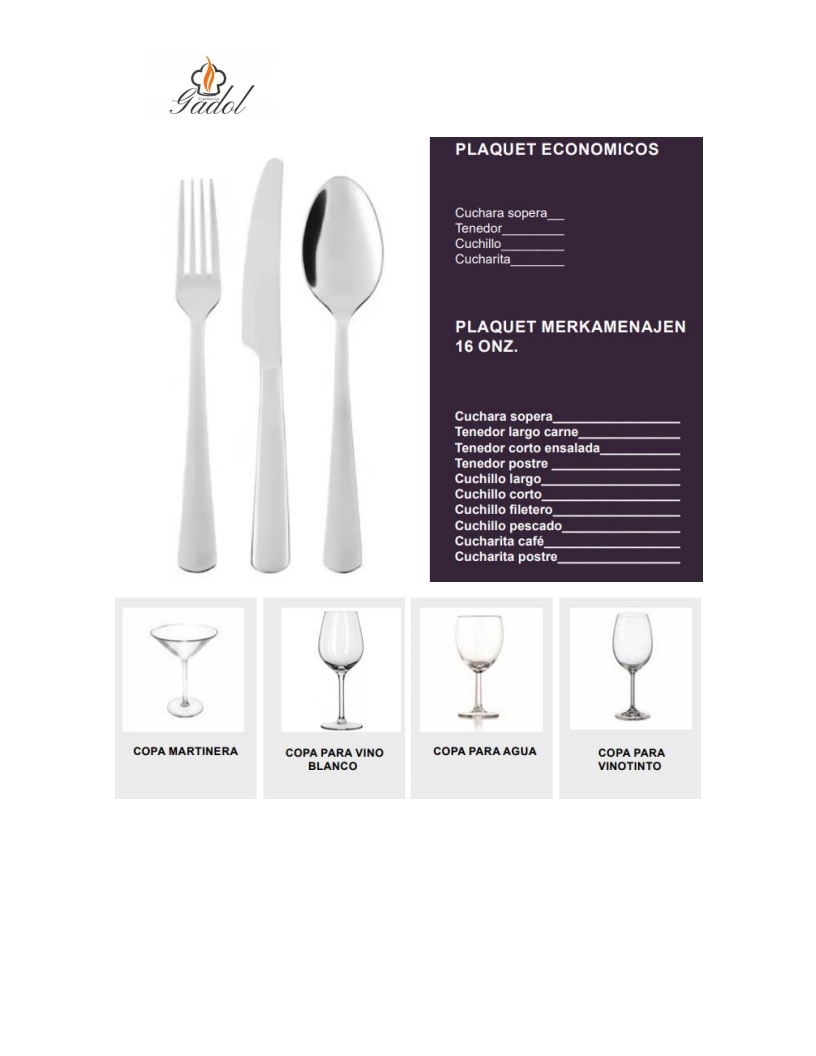 Gadol
PLAQUET ECONOMICOS
Cuchara sopera__
Tenedor________
Cuchillo________
Cucharita_______
PLAQUET MERKAMENAJEN
16 ONZ.
Cuchara sopera_________________
Tenedor largo carne_____________
Tenedor corto ensalada__________
Tenedor postre ________________
Cuchillo largo__________________
Cuchillo corto__________________
Cuchillo filetero________________
Cuchillo pescado_______________
Cucharita café_________________
Cucharita postre_______________
COPA MARTINERA
COPA PARA VINO
BLANCO
COPA PARA AGUA
COPA PARA
VINOTINTO